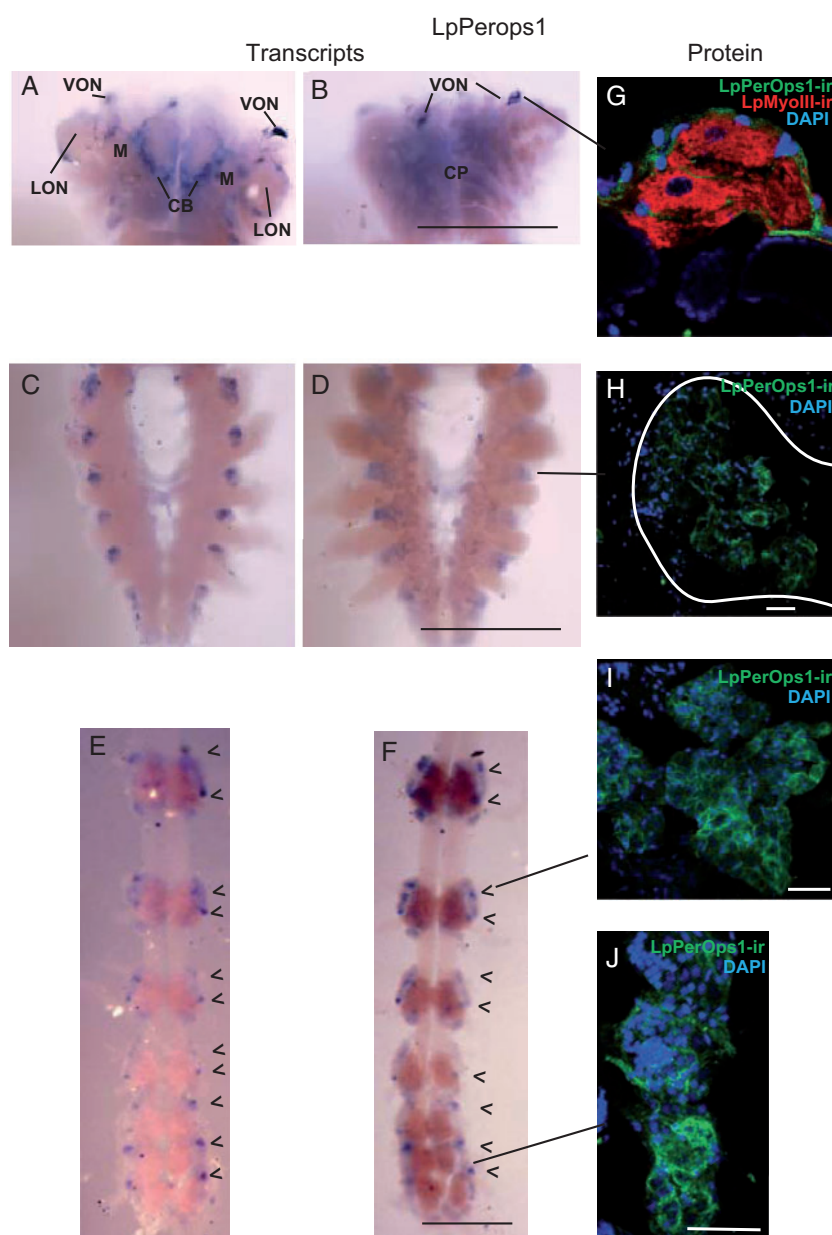 LpPerops1
Transcripts
Protein
A
VON
VON
M
M
LON
CB
LON
B
VON
CP
G
LpPerOps1-ir
LpMyoIII-ir
DAPI
C
D
H
LpPerOps1-ir
DAPI
E
F
I
LpPerOps1-ir
DAPI
J
LpPerOps1-ir
DAPI